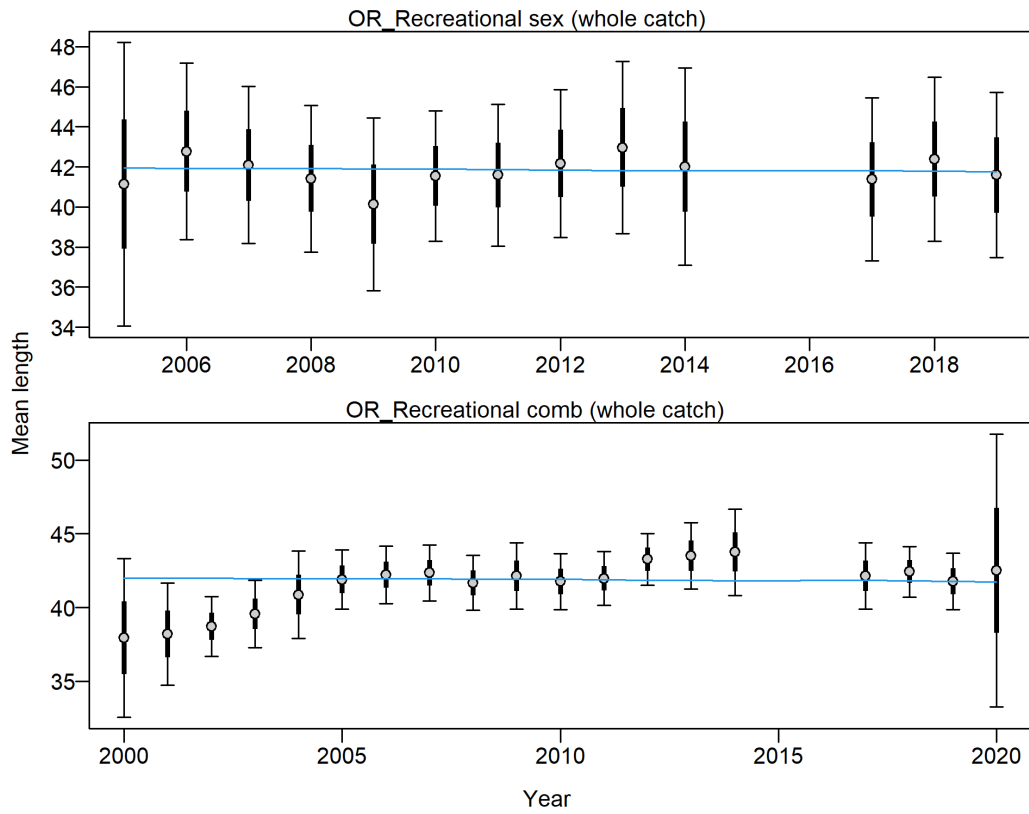 OR_Recreational sex (whole catch)
48
46
44
42
40
38
36
34
2006 2008 2010 2012 2014 2016 2018
Mean length
OR_Recreational comb (whole catch)
50
45
40
35
2000 2005 2010 2015 2020
Year